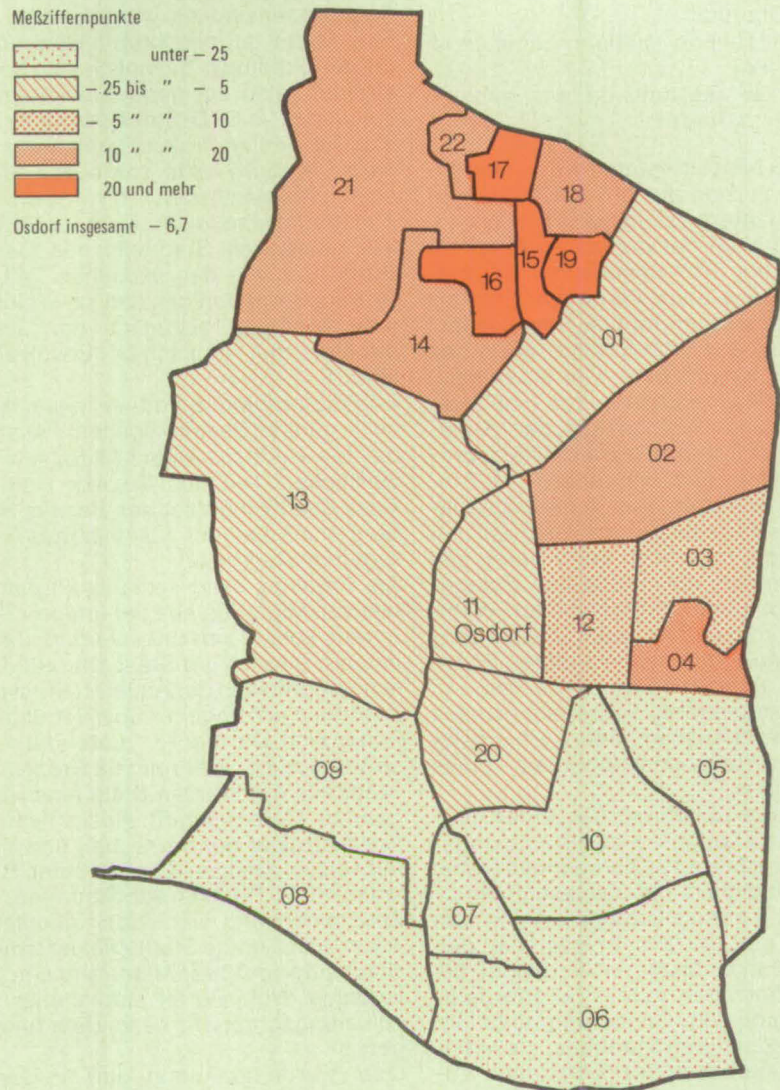 Meßziffernpunkte
unter – 25
– 25 bis " – 5
– 5 " " 10
10 " " 20
20 und mehr
Osdorf insgesamt – 6,7
22
17
21
18
15
19
16
14
01
02
13
03
11
Osdorf
12
04
20
05
09
10
08
07
06